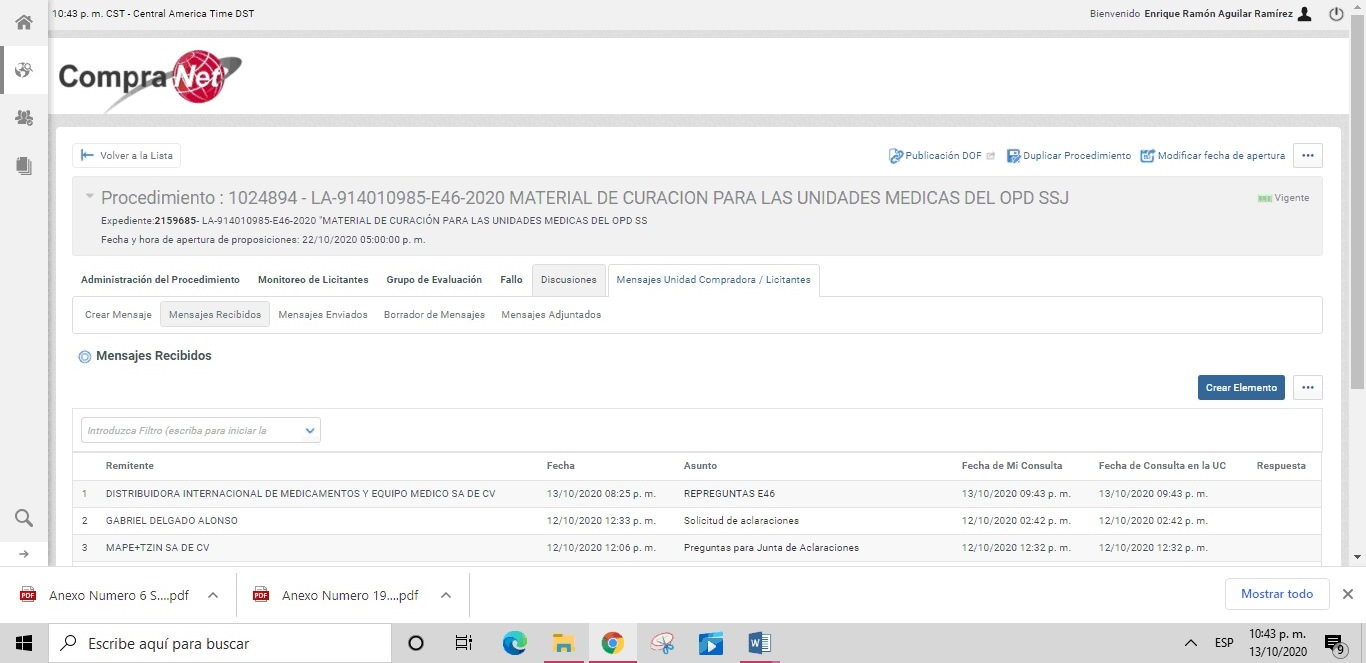 10:43 p. m. CST - Central America Time DST
Bienvenido Enrique Ramón Aguilar Ramírez
CompraNet
Volver a la Lista
Publicación DOF Duplicar Procedimiento Modificar fecha de apertura ...
Procedimiento : 1024894 - LA-914010985-E46-2020 MATERIAL DE CURACION PARA LAS UNIDADES MEDICAS DEL OPD SSJ
Vigente
Expediente:2159685- LA-914010985-E46-2020 "MATERIAL DE CURACIÓN PARA LAS UNIDADES MEDICAS DEL OPD SS
Fecha y hora de apertura de proposiciones: 22/10/2020 05:00:00 p. m.
Administración del Procedimiento Monitoreo de Licitantes Grupo de Evaluación Fallo Discusiones Mensajes Unidad Compradora / Licitantes
Crear Mensaje Mensajes Recibidos Mensajes Enviados Borrador de Mensajes Mensajes Adjuntados
Mensajes Recibidos
Crear Elemento ...
Introduzca Filtro (escriba para iniciar la
Remitente Fecha Asunto Fecha de Mi Consulta Fecha de Consulta en la UC Respuesta
1 DISTRIBUIDORA INTERNACIONAL DE MEDICAMENTOS Y EQUIPO MEDICO SA DE CV 13/10/2020 08:25 p. m. REPREGUNTAS E46 13/10/2020 09:43 p. m. 13/10/2020 09:43 p. m.
2 GABRIEL DELGADO ALONSO 12/10/2020 12:33 p. m. Solicitud de aclaraciones 12/10/2020 02:42 p. m. 12/10/2020 02:42 p. m.
3 MAPE+TZIN SA DE CV 12/10/2020 12:06 p. m. Preguntas para Junta de Aclaraciones 12/10/2020 12:32 p. m. 12/10/2020 12:32 p. m.
PDF Anexo Numero 6 S....pdf PDF Anexo Numero 19....pdf Mostrar todo
Escribe aquí para buscar
ESP
10:43 p. m.
13/10/2020
9